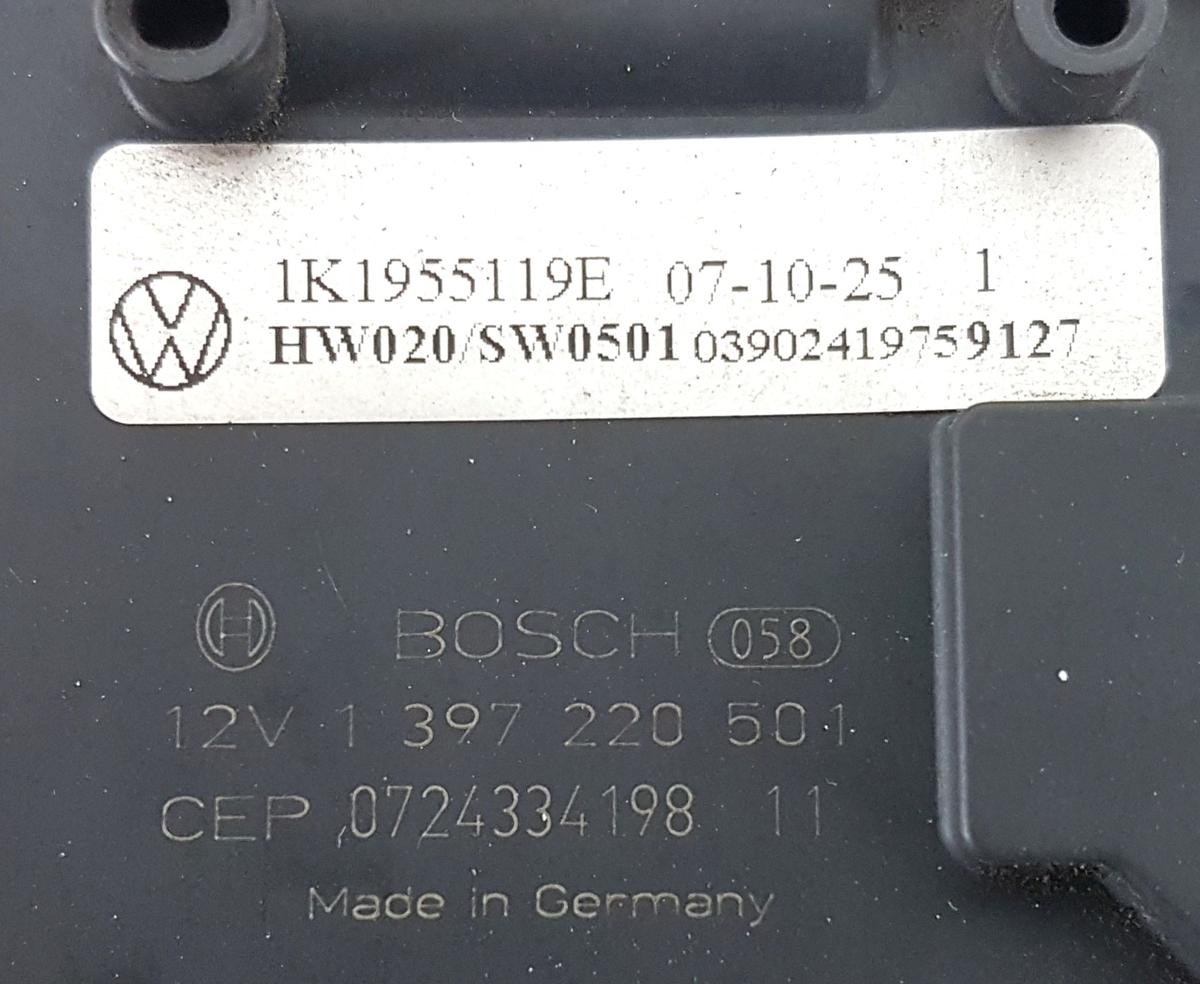 1K1955119E 07-10-25 1
HW020/SW0501 03902419759127
BOSCH 058
12V 1 397 220 501
CEP 0724334198 11
Made in Germany